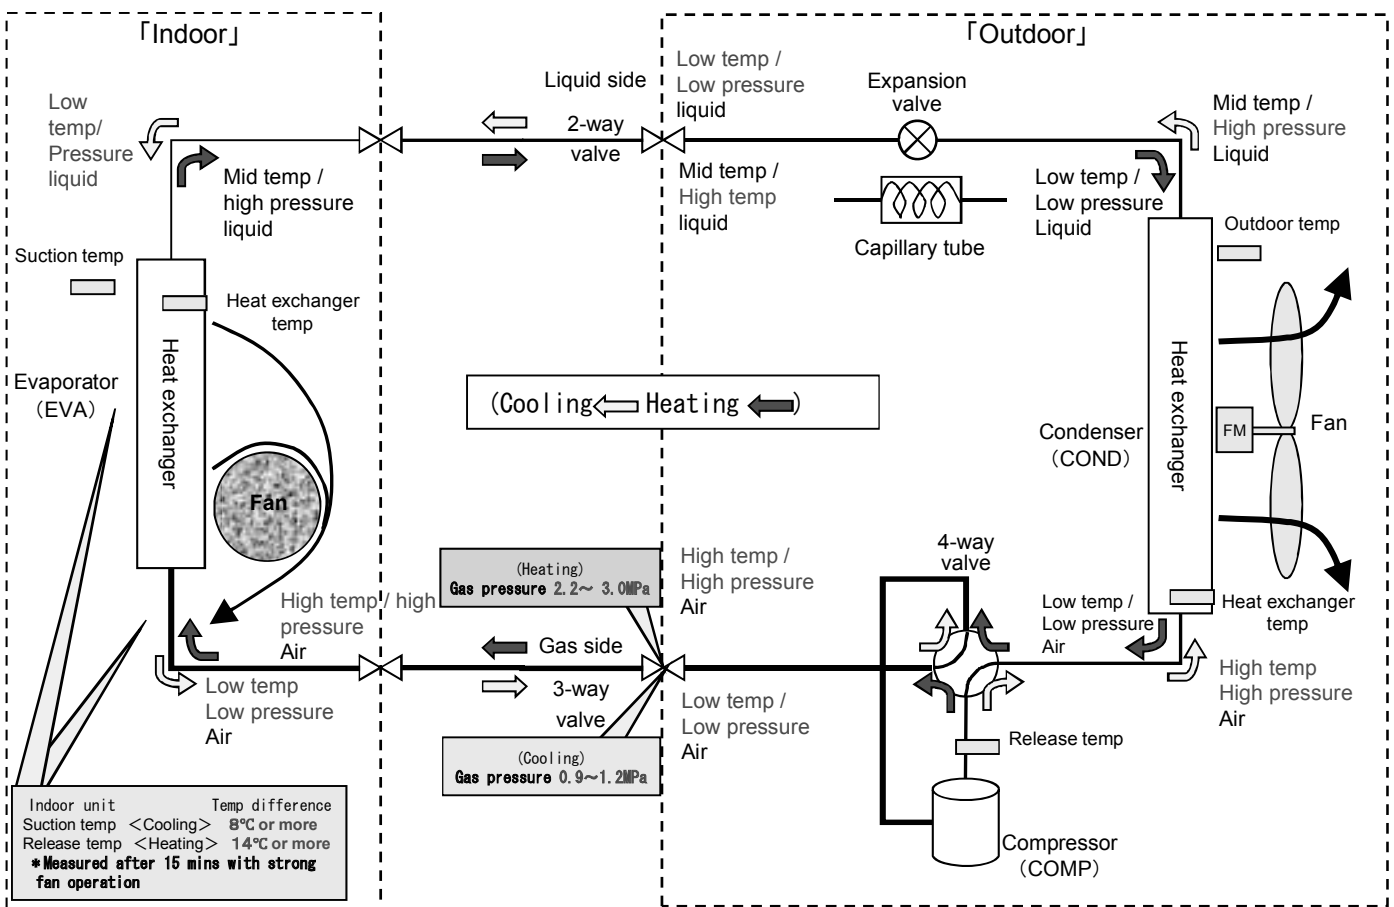 「Indoor」
「Outdoor」
Low
temp/
Pressure
liquid
Mid temp /
high pressure
liquid
Liquid side
2-way
valve
Low temp /
Low pressure
liquid
Mid temp /
High temp
liquid
Expansion
valve
Capillary tube
Mid temp /
High pressure
Liquid
Low temp /
Low pressure
Liquid
Suction temp
Heat exchanger
temp
Outdoor temp
Heat exchanger
Evaporator
（EVA）
Fan
(Cooling Heating )
Condenser
（COND）
Heat exchanger
FM
Fan
(Heating)
Gas pressure 2.2～ 3.0MPa
High temp /
High pressure
Air
4-way
valve
High temp / high
pressure
Air
Gas side
3-way
valve
Low temp /
Low pressure
Air
Heat exchanger
temp
Low temp
Low pressure
Air
Low temp /
Low pressure
Air
High temp
High pressure
Air
(Cooling)
Gas pressure 0.9～1.2MPa
Release temp
Compressor
（COMP）
Indoor unit Temp difference
Suction temp ＜Cooling＞ 8℃ or more
Release temp ＜Heating＞ 14℃ or more
*Measured after 15 mins with strong
fan operation